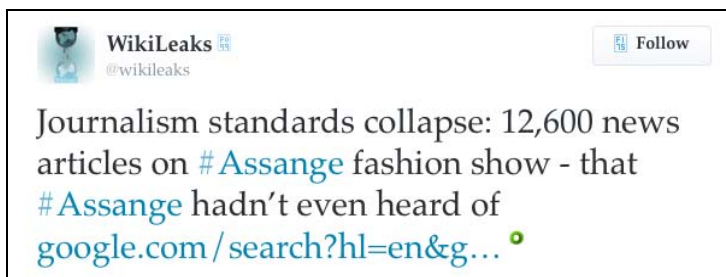 WikiLeaks
@wikileaks
Follow
Journalism standards collapse: 12,600 news
articles on #Assange fashion show - that
#Assange hadn't even heard of
google.com/search?hl=en&g...